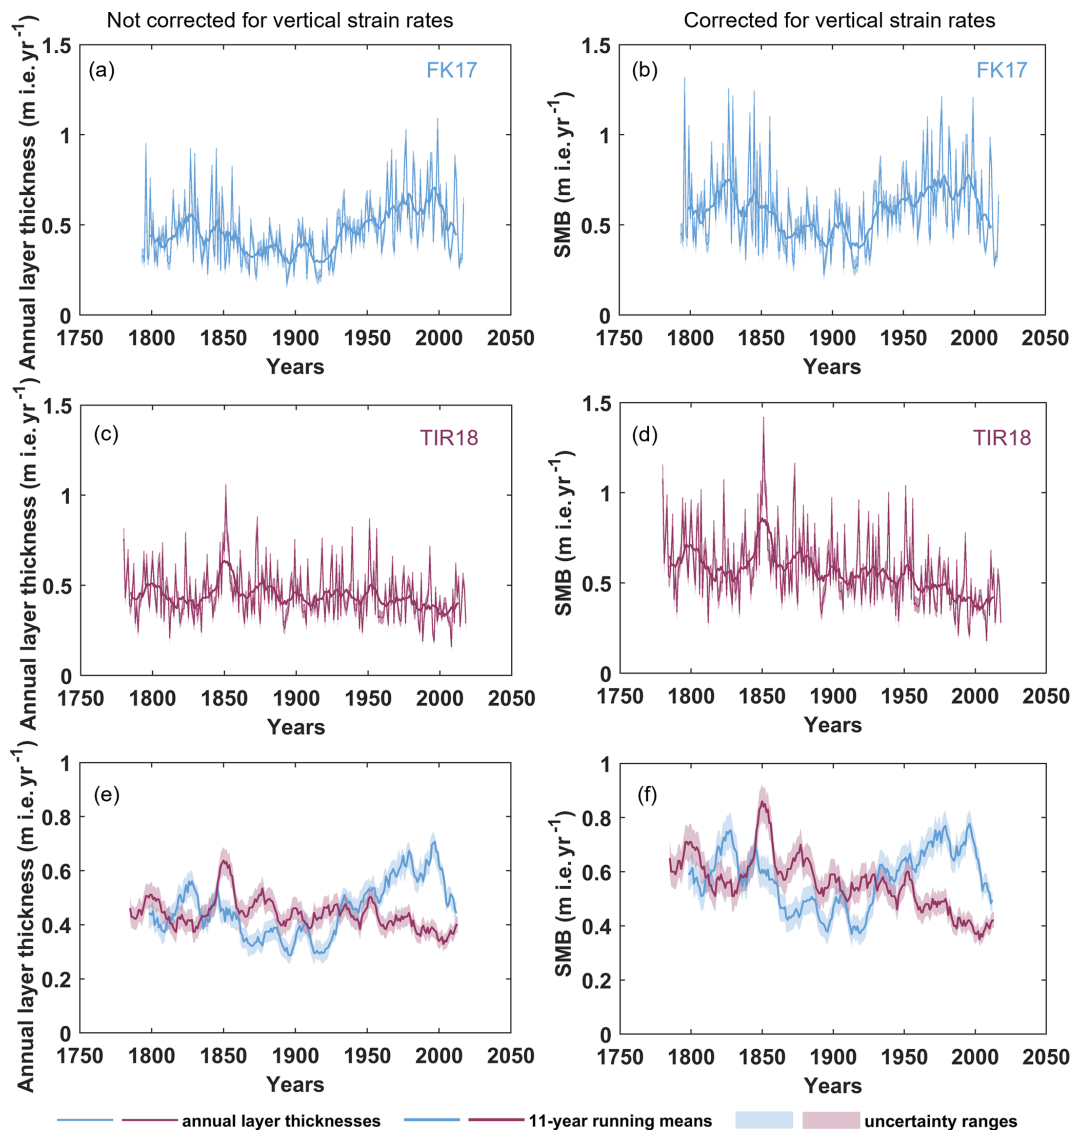 Not corrected for vertical strain rates
Corrected for vertical strain rates
Annual layer thickness (m i.e. yr⁻¹)
1.5
1
0.5
0
(a)
FK17
1750 1800 1850 1900 1950 2000 2050
Years
SMB (m i.e. yr⁻¹)
1.5
1
0.5
0
(b)
FK17
1750 1800 1850 1900 1950 2000 2050
Years
Annual layer thickness (m i.e. yr⁻¹)
1.5
1
0.5
0
(c)
TIR18
1750 1800 1850 1900 1950 2000 2050
Years
SMB (m i.e. yr⁻¹)
1.5
1
0.5
0
(d)
TIR18
1750 1800 1850 1900 1950 2000 2050
Years
Annual layer thickness (m i.e. yr⁻¹)
1
0.8
0.6
0.4
0.2
0
(e)
1750 1800 1850 1900 1950 2000 2050
Years
SMB (m i.e. yr⁻¹)
1
0.8
0.6
0.4
0.2
0
(f)
1750 1800 1850 1900 1950 2000 2050
Years
annual layer thicknesses
11-year running means
uncertainty ranges